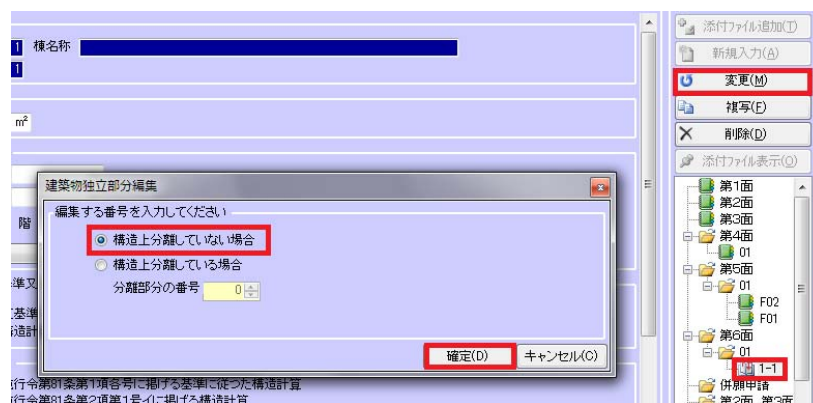 1 棟名称
1
m²
階
準又
基準
造計
行令第81条第1項各号に掲げる基準に従つた構造計算
行令第81条第2項第1号イに掲げる構造計算
建築物独立部分編集
編集する番号を入力してください
構造上分離していない場合
構造上分離している場合
分離部分の番号 0
確定(D) キャンセル(C)
添付ファイル追加(T)
新規入力(A)
変更(M)
複写(F)
削除(D)
添付ファイル表示(O)
第1面
第2面
第3面
第4面
01
第5面
01
F02
F01
第6面
01
1-1
併願申請
第2面 第3面